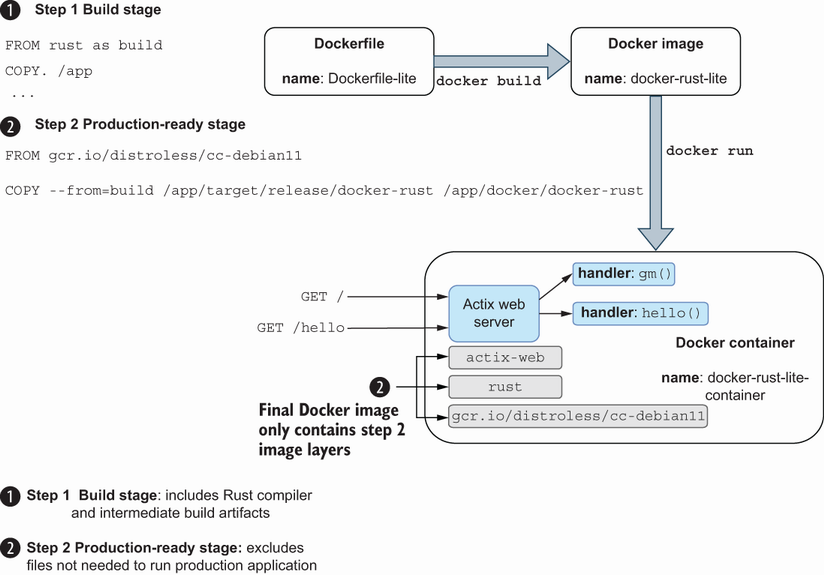 1 Step 1 Build stage
FROM rust as build
COPY. /app
...
2 Step 2 Production-ready stage
FROM gcr.io/distroless/cc-debian11
COPY --from=build /app/target/release/docker-rust /app/docker/docker-rust
Dockerfile
name: Dockerfile-lite
docker build
Docker image
name: docker-rust-lite
docker run
GET /
GET /hello
Actix web
server
handler: gm()
handler: hello()
Docker container
name: docker-rust-lite-
container
actix-web
rust
gcr.io/distroless/cc-debian11
2
Final Docker image
only contains step 2
image layers
1 Step 1 Build stage: includes Rust compiler
and intermediate build artifacts
2 Step 2 Production-ready stage: excludes
files not needed to run production application